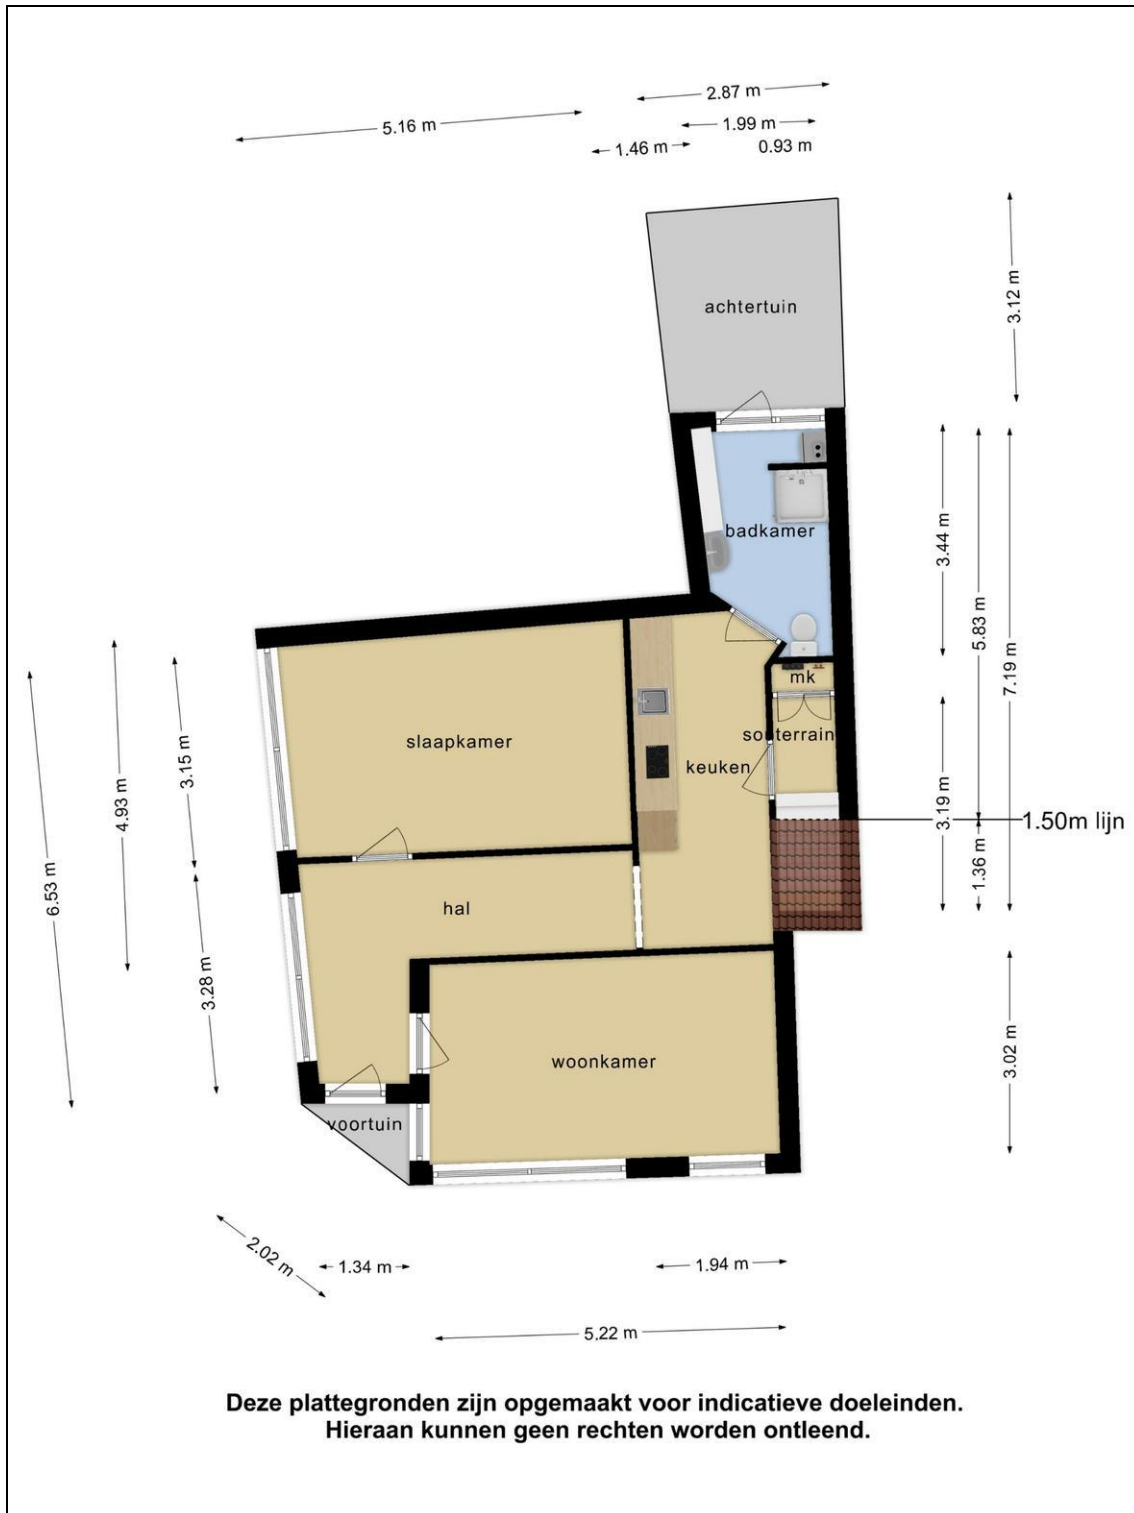 2.87 m
5.16 m
1.99 m
1.46 m
0.93 m
3.12 m
achtertuin
badkamer
3.44 m
5.83 m
7.19 m
mk
slaapkamer
souterrain
keuken
3.15 m
4.93 m
6.53 m
3.19 m
1.50m lijn
1.36 m
hal
3.28 m
woonkamer
3.02 m
voortuin
2.02 m
1.34 m
1.94 m
5.22 m
Deze plattegronden zijn opgemaakt voor indicatieve doeleinden.
Hieraan kunnen geen rechten worden ontleend.